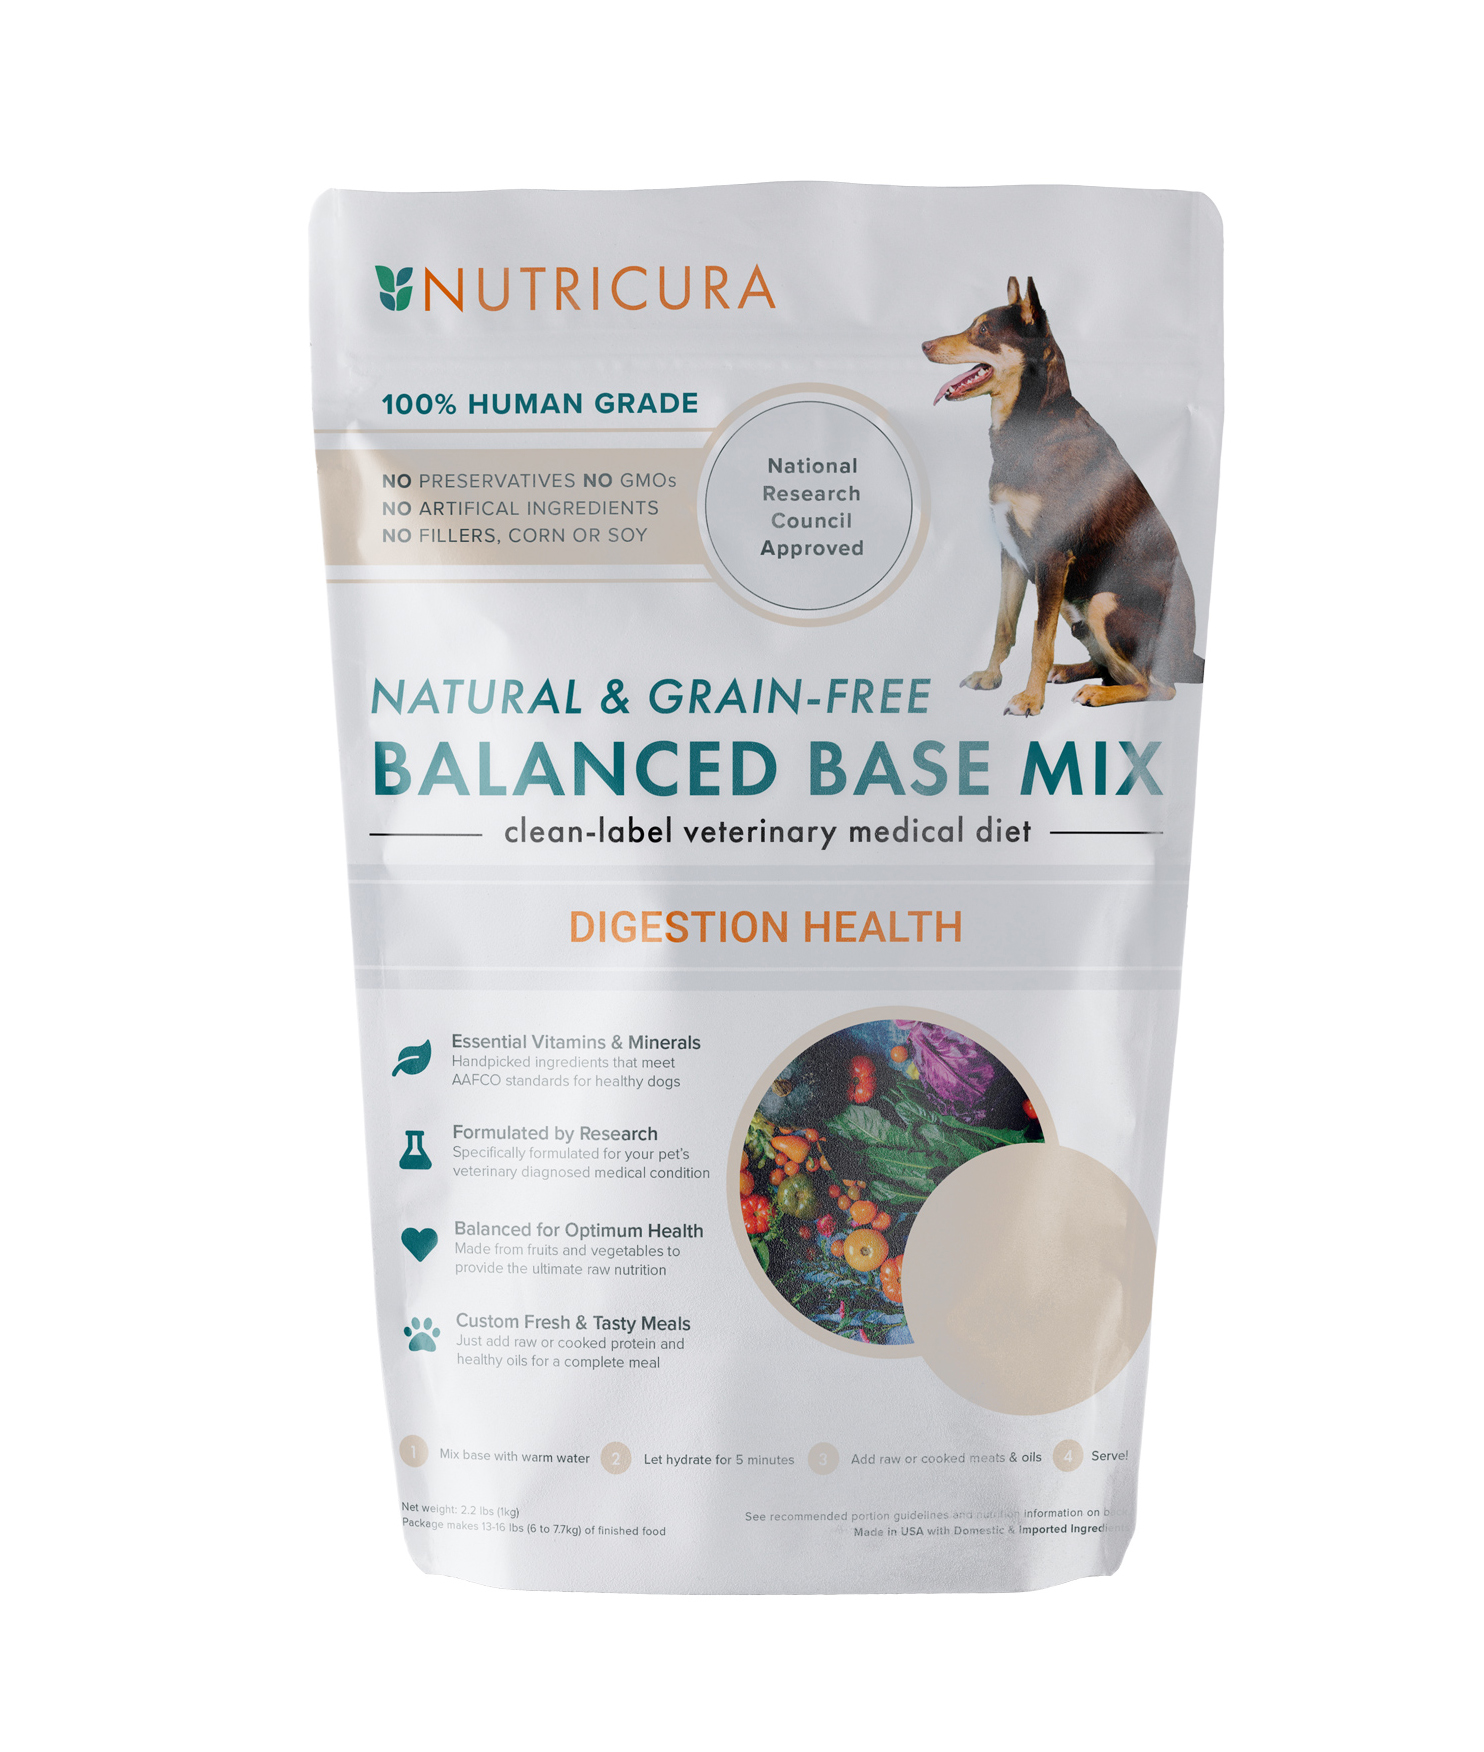 NUTRICURA
100% HUMAN GRADE
NO PRESERVATIVES NO GMOs
NO ARTIFICAL INGREDIENTS
NO FILLERS, CORN OR SOY
National
Research
Council
Approved
NATURAL & GRAIN-FREE
BALANCED BASE MIX
clean-label veterinary medical diet
DIGESTION HEALTH
Essential Vitamins & Minerals
Handpicked ingredients that meet
AAFCO standards for healthy dogs
Formulated by Research
Specifically formulated for your pet's
veterinary diagnosed medical condition
Balanced for Optimum Health
Made from fruits and vegetables to
provide the ultimate raw nutrition
Custom Fresh & Tasty Meals
Just add raw or cooked protein and
healthy oils for a complete meal
1 Mix base with warm water 2 Let hydrate for 5 minutes 3 Add raw or cooked meats & oils 4 Serve!
Net weight: 2.2 lbs (1kg)
Package makes 13-16 lbs (6 to 7.7kg) of finished food
See recommended portion guidelines and nutrition information on back
Made in USA with Domestic & Imported Ingredients